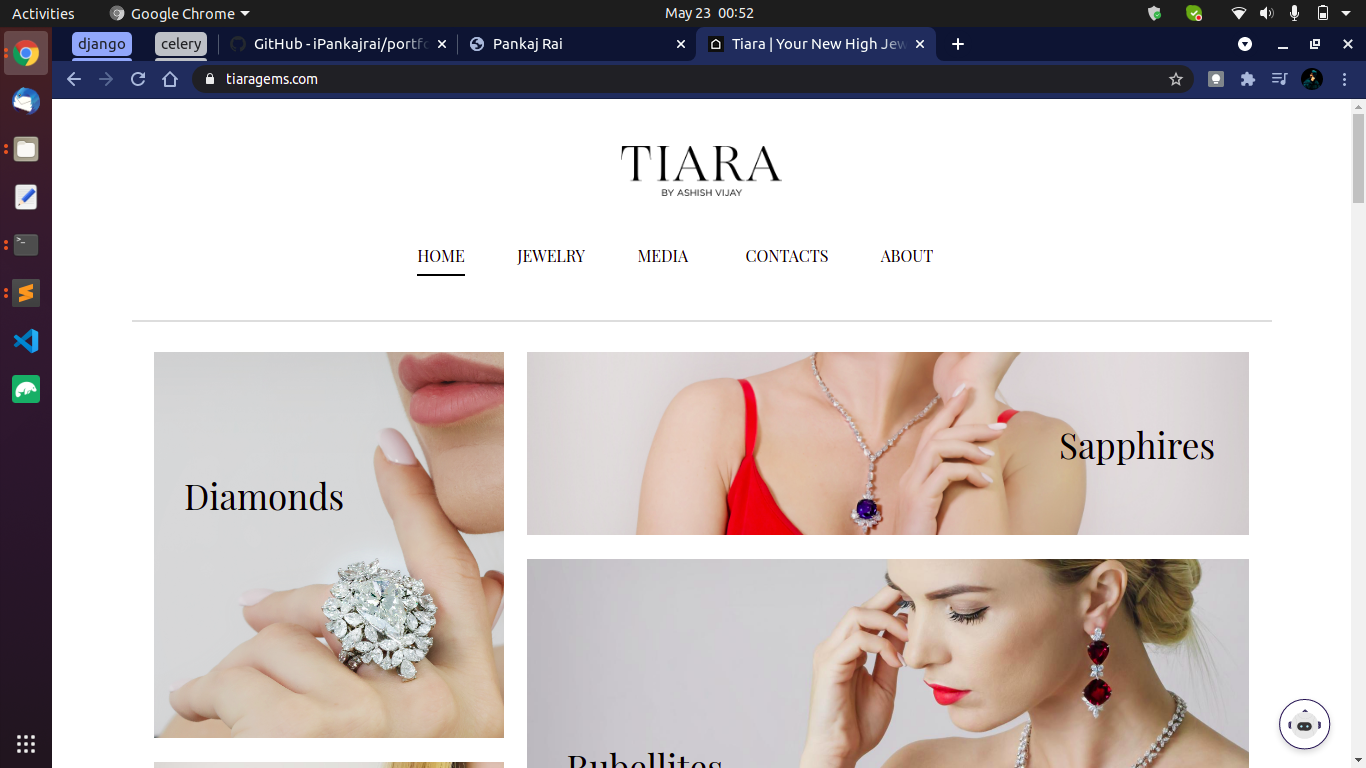 Activities
Google Chrome
May 23 00:52
django
celery
GitHub - iPankajrai/portfo
Pankaj Rai
Tiara | Your New High Jew
tiaragems.com
TIARA
BY ASHISH VIJAY
HOME
JEWELRY
MEDIA
CONTACTS
ABOUT
Diamonds
Sapphires
Rubellites